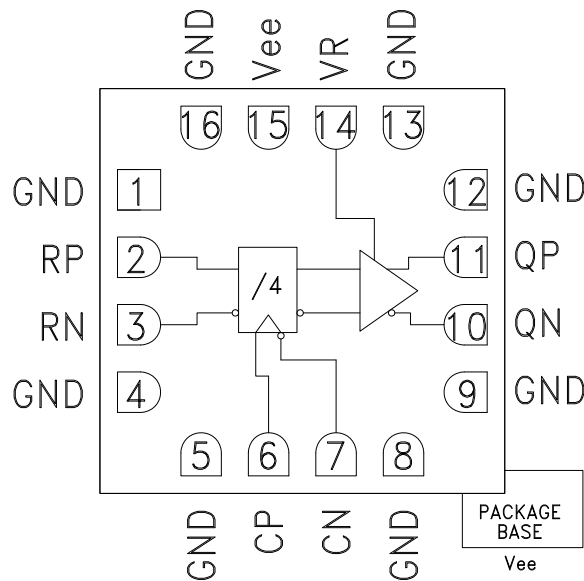 GND Vee VR GND
16 15 14 13
GND 1 12 GND
RP 2 11 QP
/4
RN 3 10 QN
GND 4 9 GND
5 6 7 8
GND CP CN GND
PACKAGE
BASE
Vee